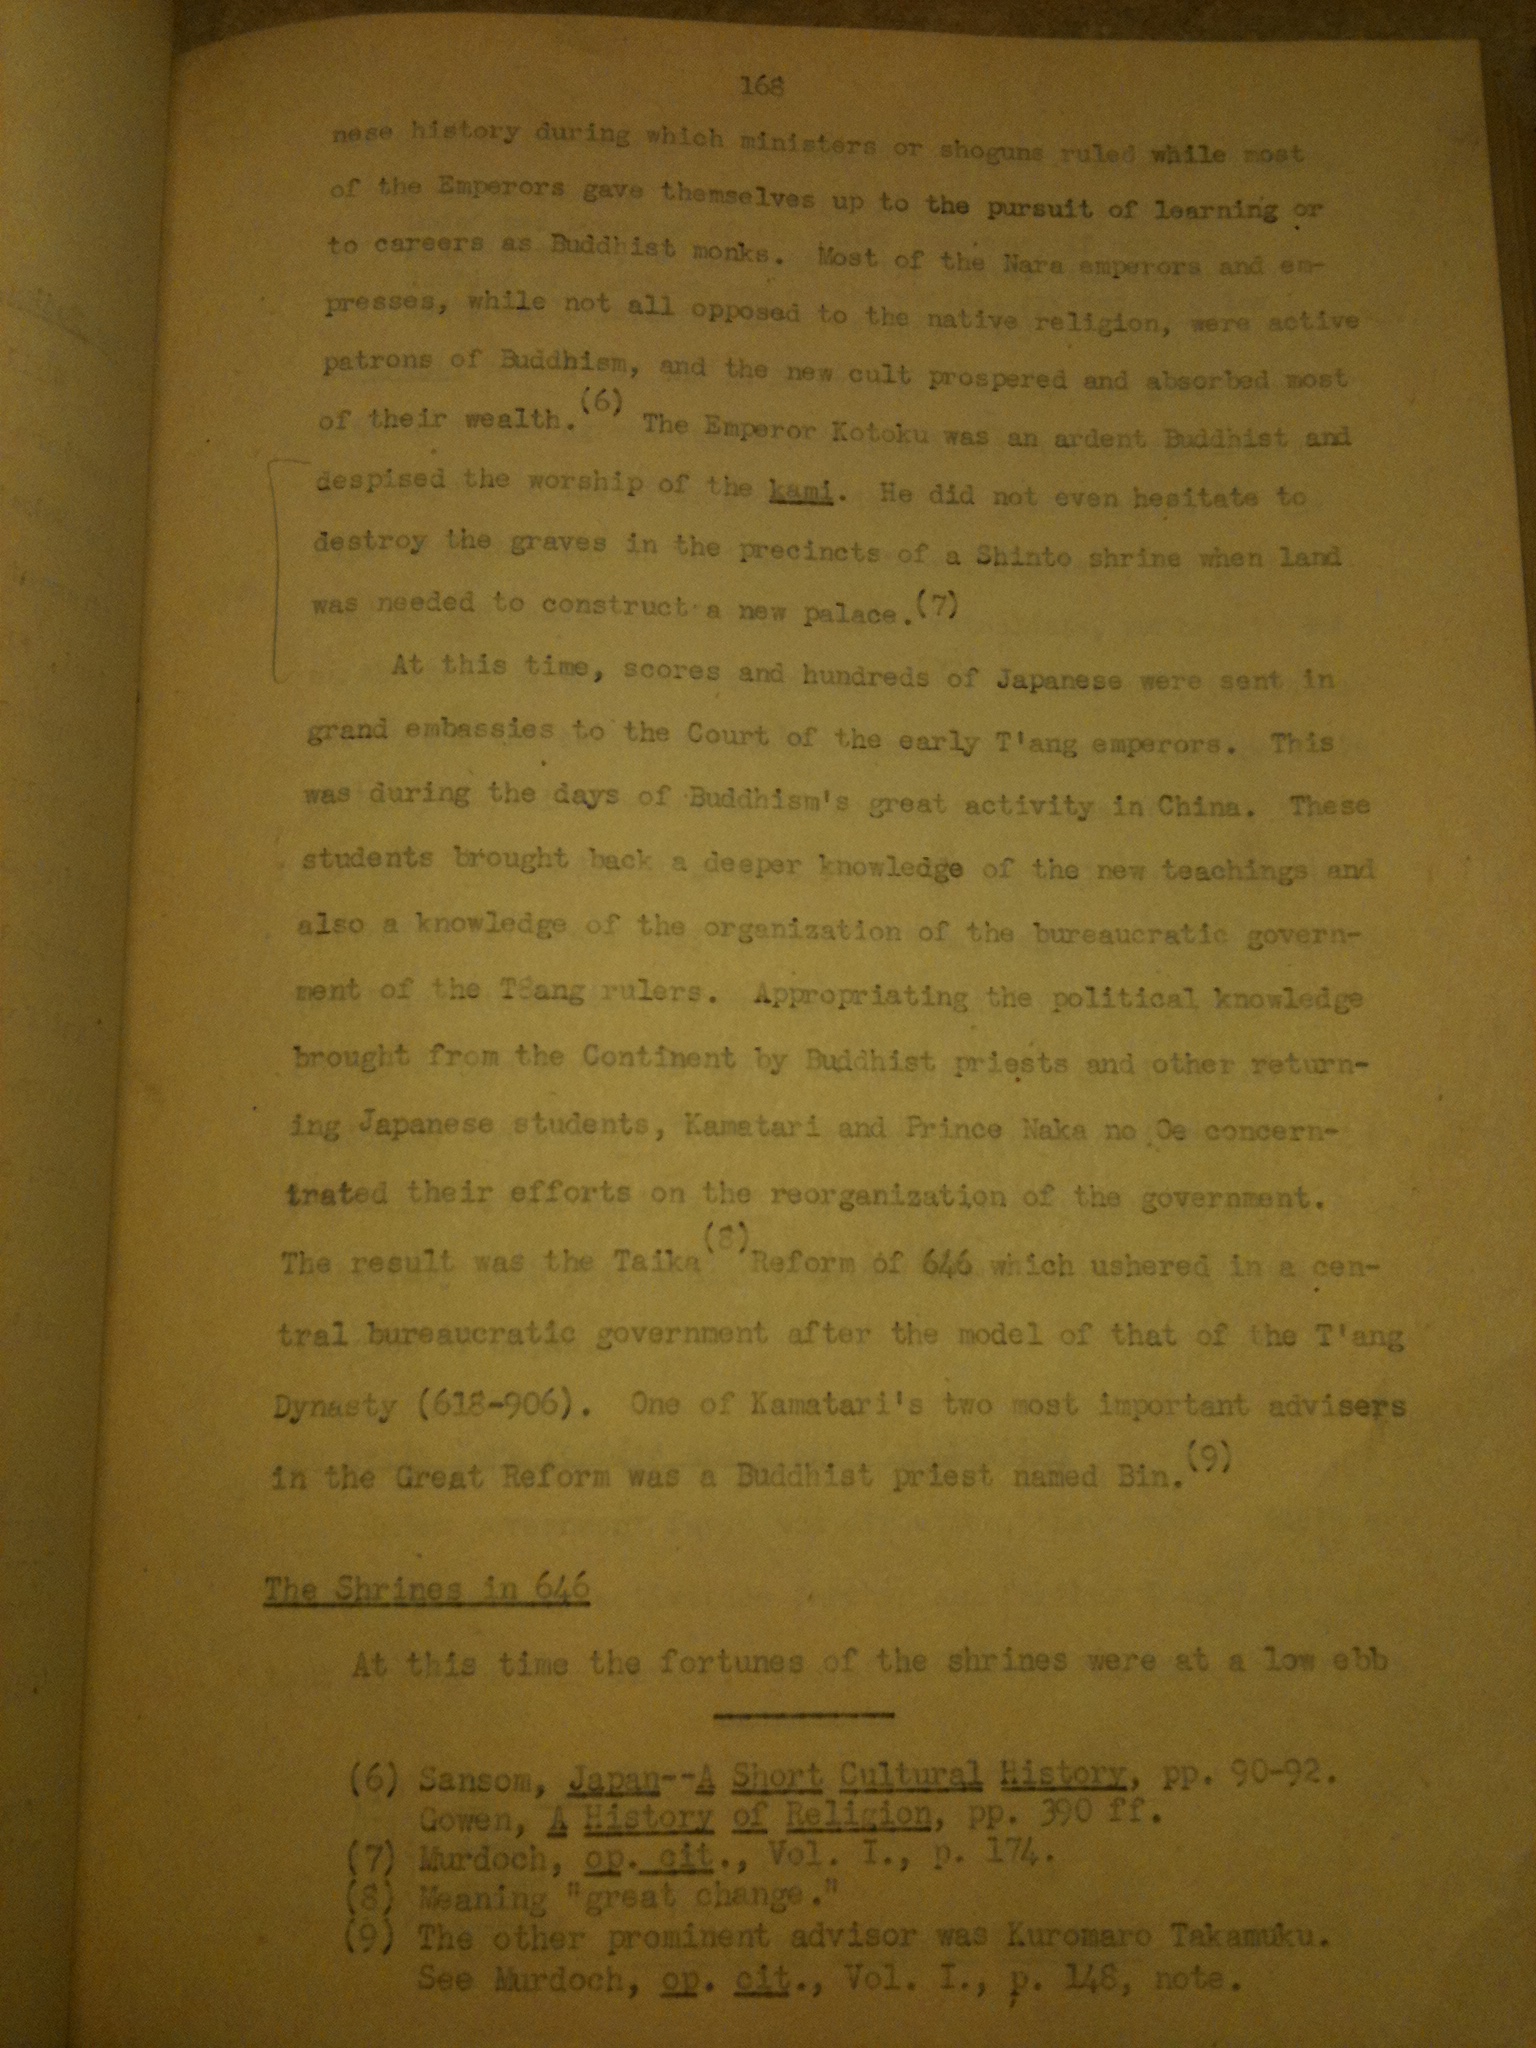 168
nese history during which ministers or shoguns ruled while most
of the Emperors gave themselves up to the pursuit of learning or
to careers as Buddhist monks. Most of the Nara emperors and em-
presses, while not all opposed to the native religion, were active
patrons of Buddhism, and the new cult prospered and absorbed most
of their wealth.(6) The Emperor Kotoku was an ardent Buddhist and
despised the worship of the kami. He did not even hesitate to
destroy the graves in the precincts of a Shinto shrine when land
was needed to construct a new palace.(7)
At this time, scores and hundreds of Japanese were sent in
grand embassies to the Court of the early T'ang emperors. This
was during the days of Buddhism's great activity in China. These
students brought back a deeper knowledge of the new teachings and
also a knowledge of the organization of the bureaucratic govern-
ment of the T8ang rulers. Appropriating the political knowledge
brought from the Continent by Buddhist priests and other return-
ing Japanese students, Kamatari and Prince Naka no Oe concern-
trated their efforts on the reorganization of the government.
The result was the Taika(8) Reform of 646 which ushered in a cen-
tral bureaucratic government after the model of that of the T'ang
Dynasty (618-906). One of Kamatari's two most important advisers
in the Great Reform was a Buddhist priest named Bin.(9)
The Shrines in 646
At this time the fortunes of the shrines were at a low ebb
(6) Sansom, Japan--A Short Cultural History, pp. 90-92.
Gowen, A History of Religion, pp. 390 ff.
(7) Murdoch, op. cit., Vol. I., p. 174.
(8) Meaning "great change."
(9) The other prominent advisor was Kuromaro Takamuku.
See Murdoch, op. cit., Vol. I., p. 148, note.